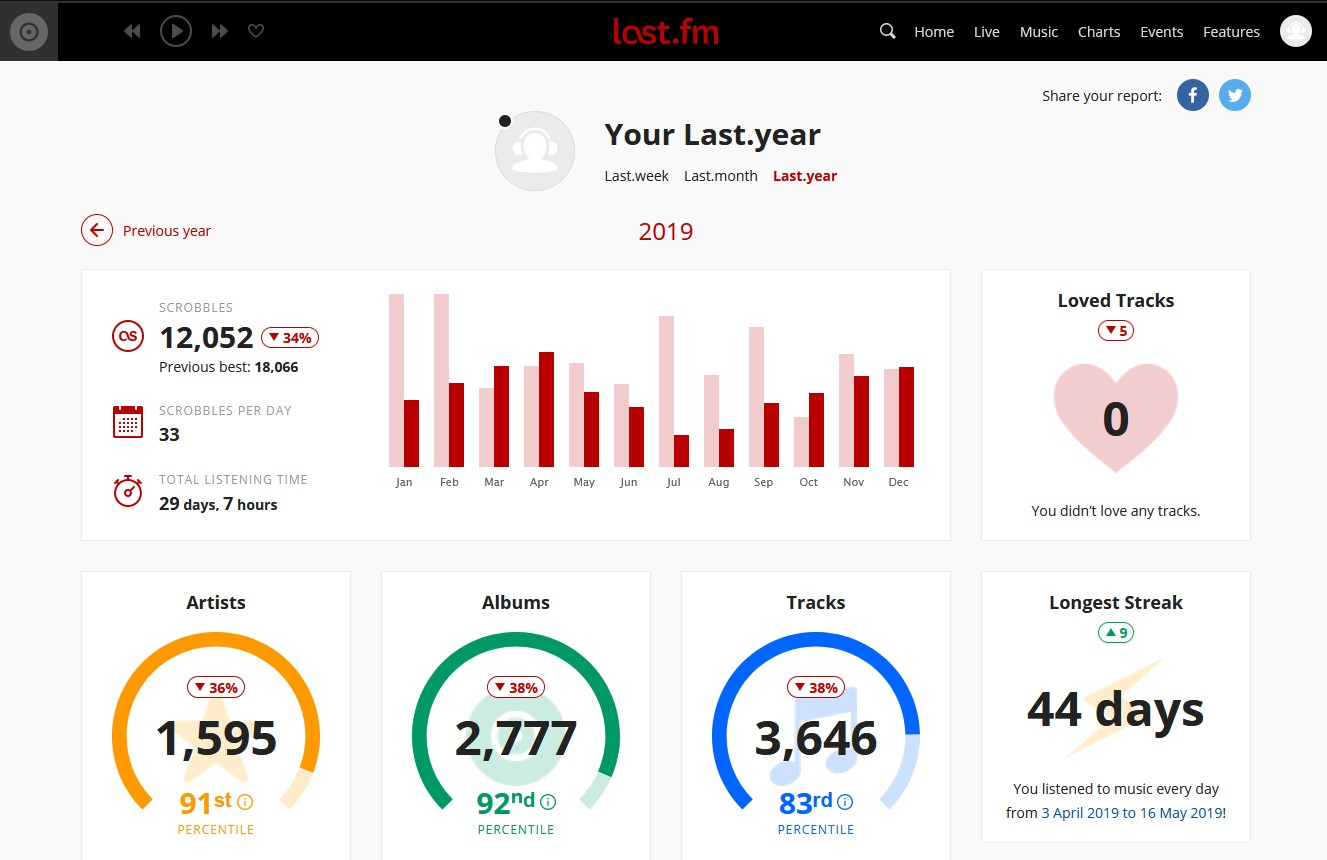 last.fm
Home Live Music Charts Events Features
Share your report:
Your Last.year
Last.week Last.month Last.year
Previous year
2019
SCROBBLES
12,052 ▼ 34%
Previous best: 18,066
SCROBBLES PER DAY
33
TOTAL LISTENING TIME
29 days, 7 hours
Jan Feb Mar Apr May Jun Jul Aug Sep Oct Nov Dec
Loved Tracks
▼ 5
0
You didn't love any tracks.
Artists
▼ 36%
1,595
91st
PERCENTILE
Albums
▼ 38%
2,777
92nd
PERCENTILE
Tracks
▼ 38%
3,646
83rd
PERCENTILE
Longest Streak
▲ 9
44 days
You listened to music every day
from 3 April 2019 to 16 May 2019!